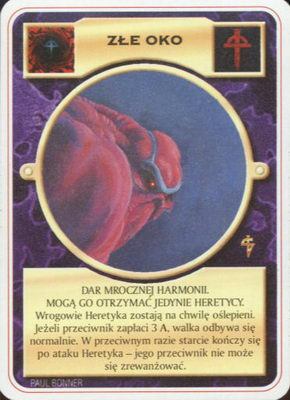 ZŁE OKO
DAR MROCZNEJ HARMONII.
MOGĄ GO OTRZYMAĆ JEDYNIE HERETYCY.
Wrogowie Heretyka zostają na chwilę oślepieni.
Jeżeli przeciwnik zapłaci 3 A, walka odbywa się
normalnie. W przeciwnym razie starcie kończy się
po ataku Heretyka – jego przeciwnik nie może
się zrewanżować.
PAUL BONNER